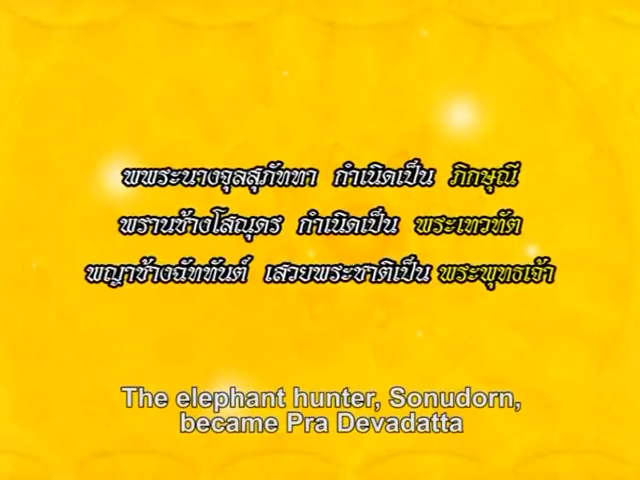 พพระนางจุลสุภัททา กำเนิดเป็น ภิกษุณี
พรานช้างโสณุดร กำเนิดเป็น พระเทวทัต
พญาช้างฉัททันต์ เสวยพระชาติเป็น พระพุทธเจ้า
The elephant hunter, Sonudorn,
became Pra Devadatta